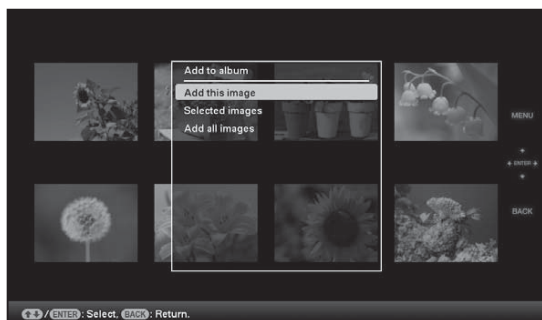 Add to album
Add this image
Selected images
Add all images
MENU
ENTER
BACK
/ENTER: Select, BACK: Return.